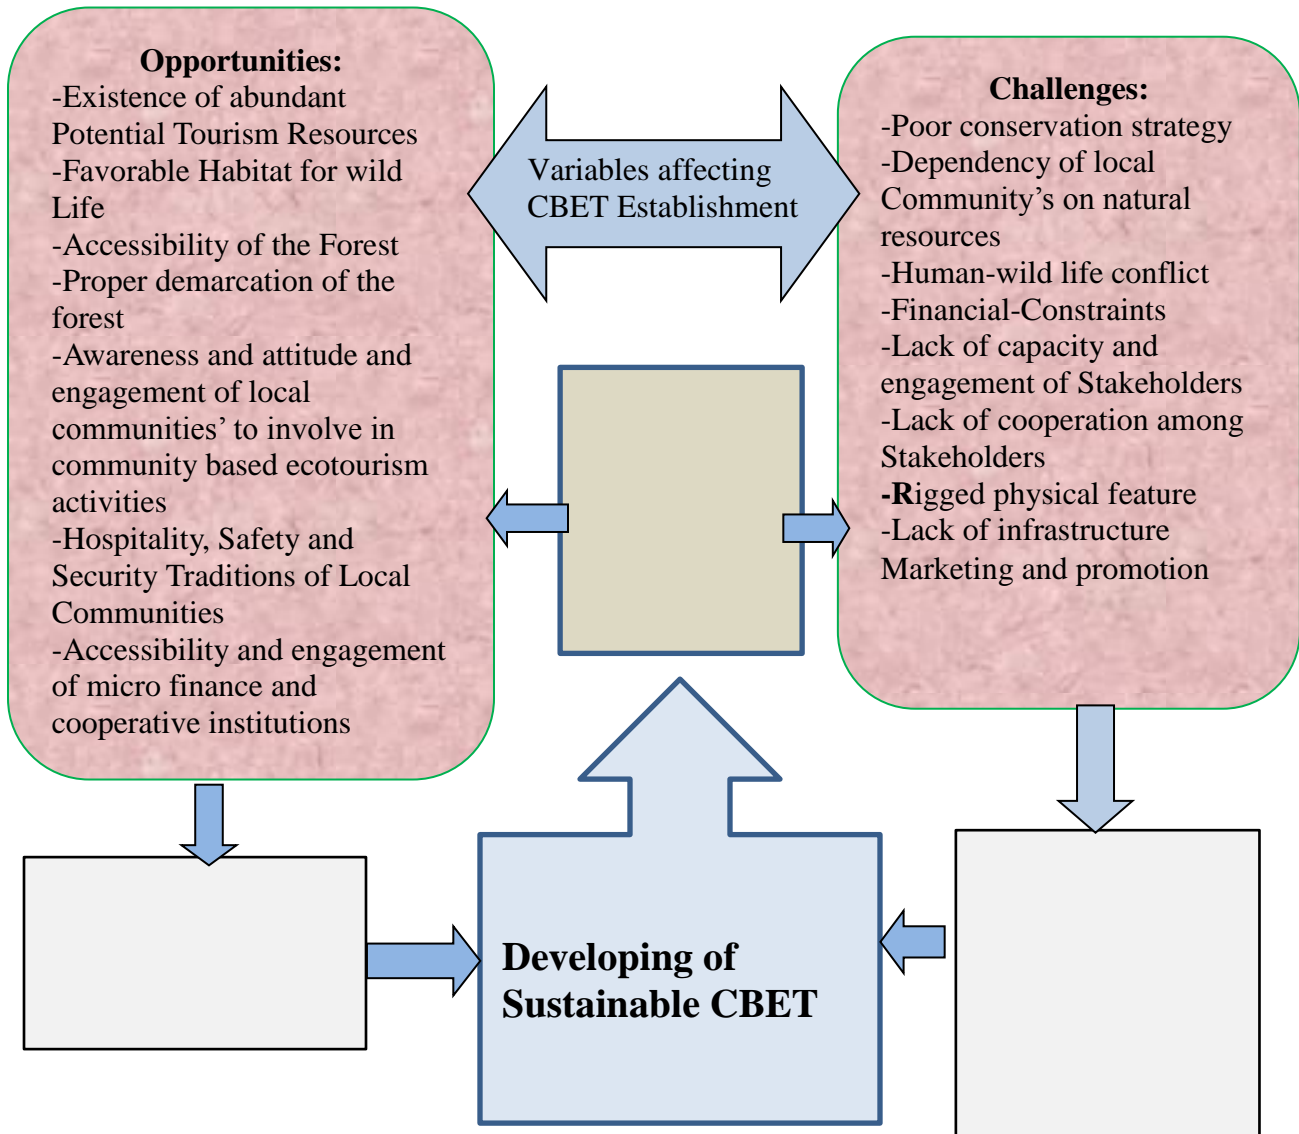 Opportunities:
-Existence of abundant
Potential Tourism Resources
-Favorable Habitat for wild
Life
-Accessibility of the Forest
-Proper demarcation of the
forest
-Awareness and attitude and
engagement of local
communities’ to involve in
community based ecotourism
activities
-Hospitality, Safety and
Security Traditions of Local
Communities
-Accessibility and engagement
of micro finance and
cooperative institutions
Variables affecting
CBET Establishment
Challenges:
-Poor conservation strategy
-Dependency of local
Community’s on natural
resources
-Human-wild life conflict
-Financial-Constraints
-Lack of capacity and
engagement of Stakeholders
-Lack of cooperation among
Stakeholders
-Rigged physical feature
-Lack of infrastructure
Marketing and promotion
Developing of
Sustainable CBET